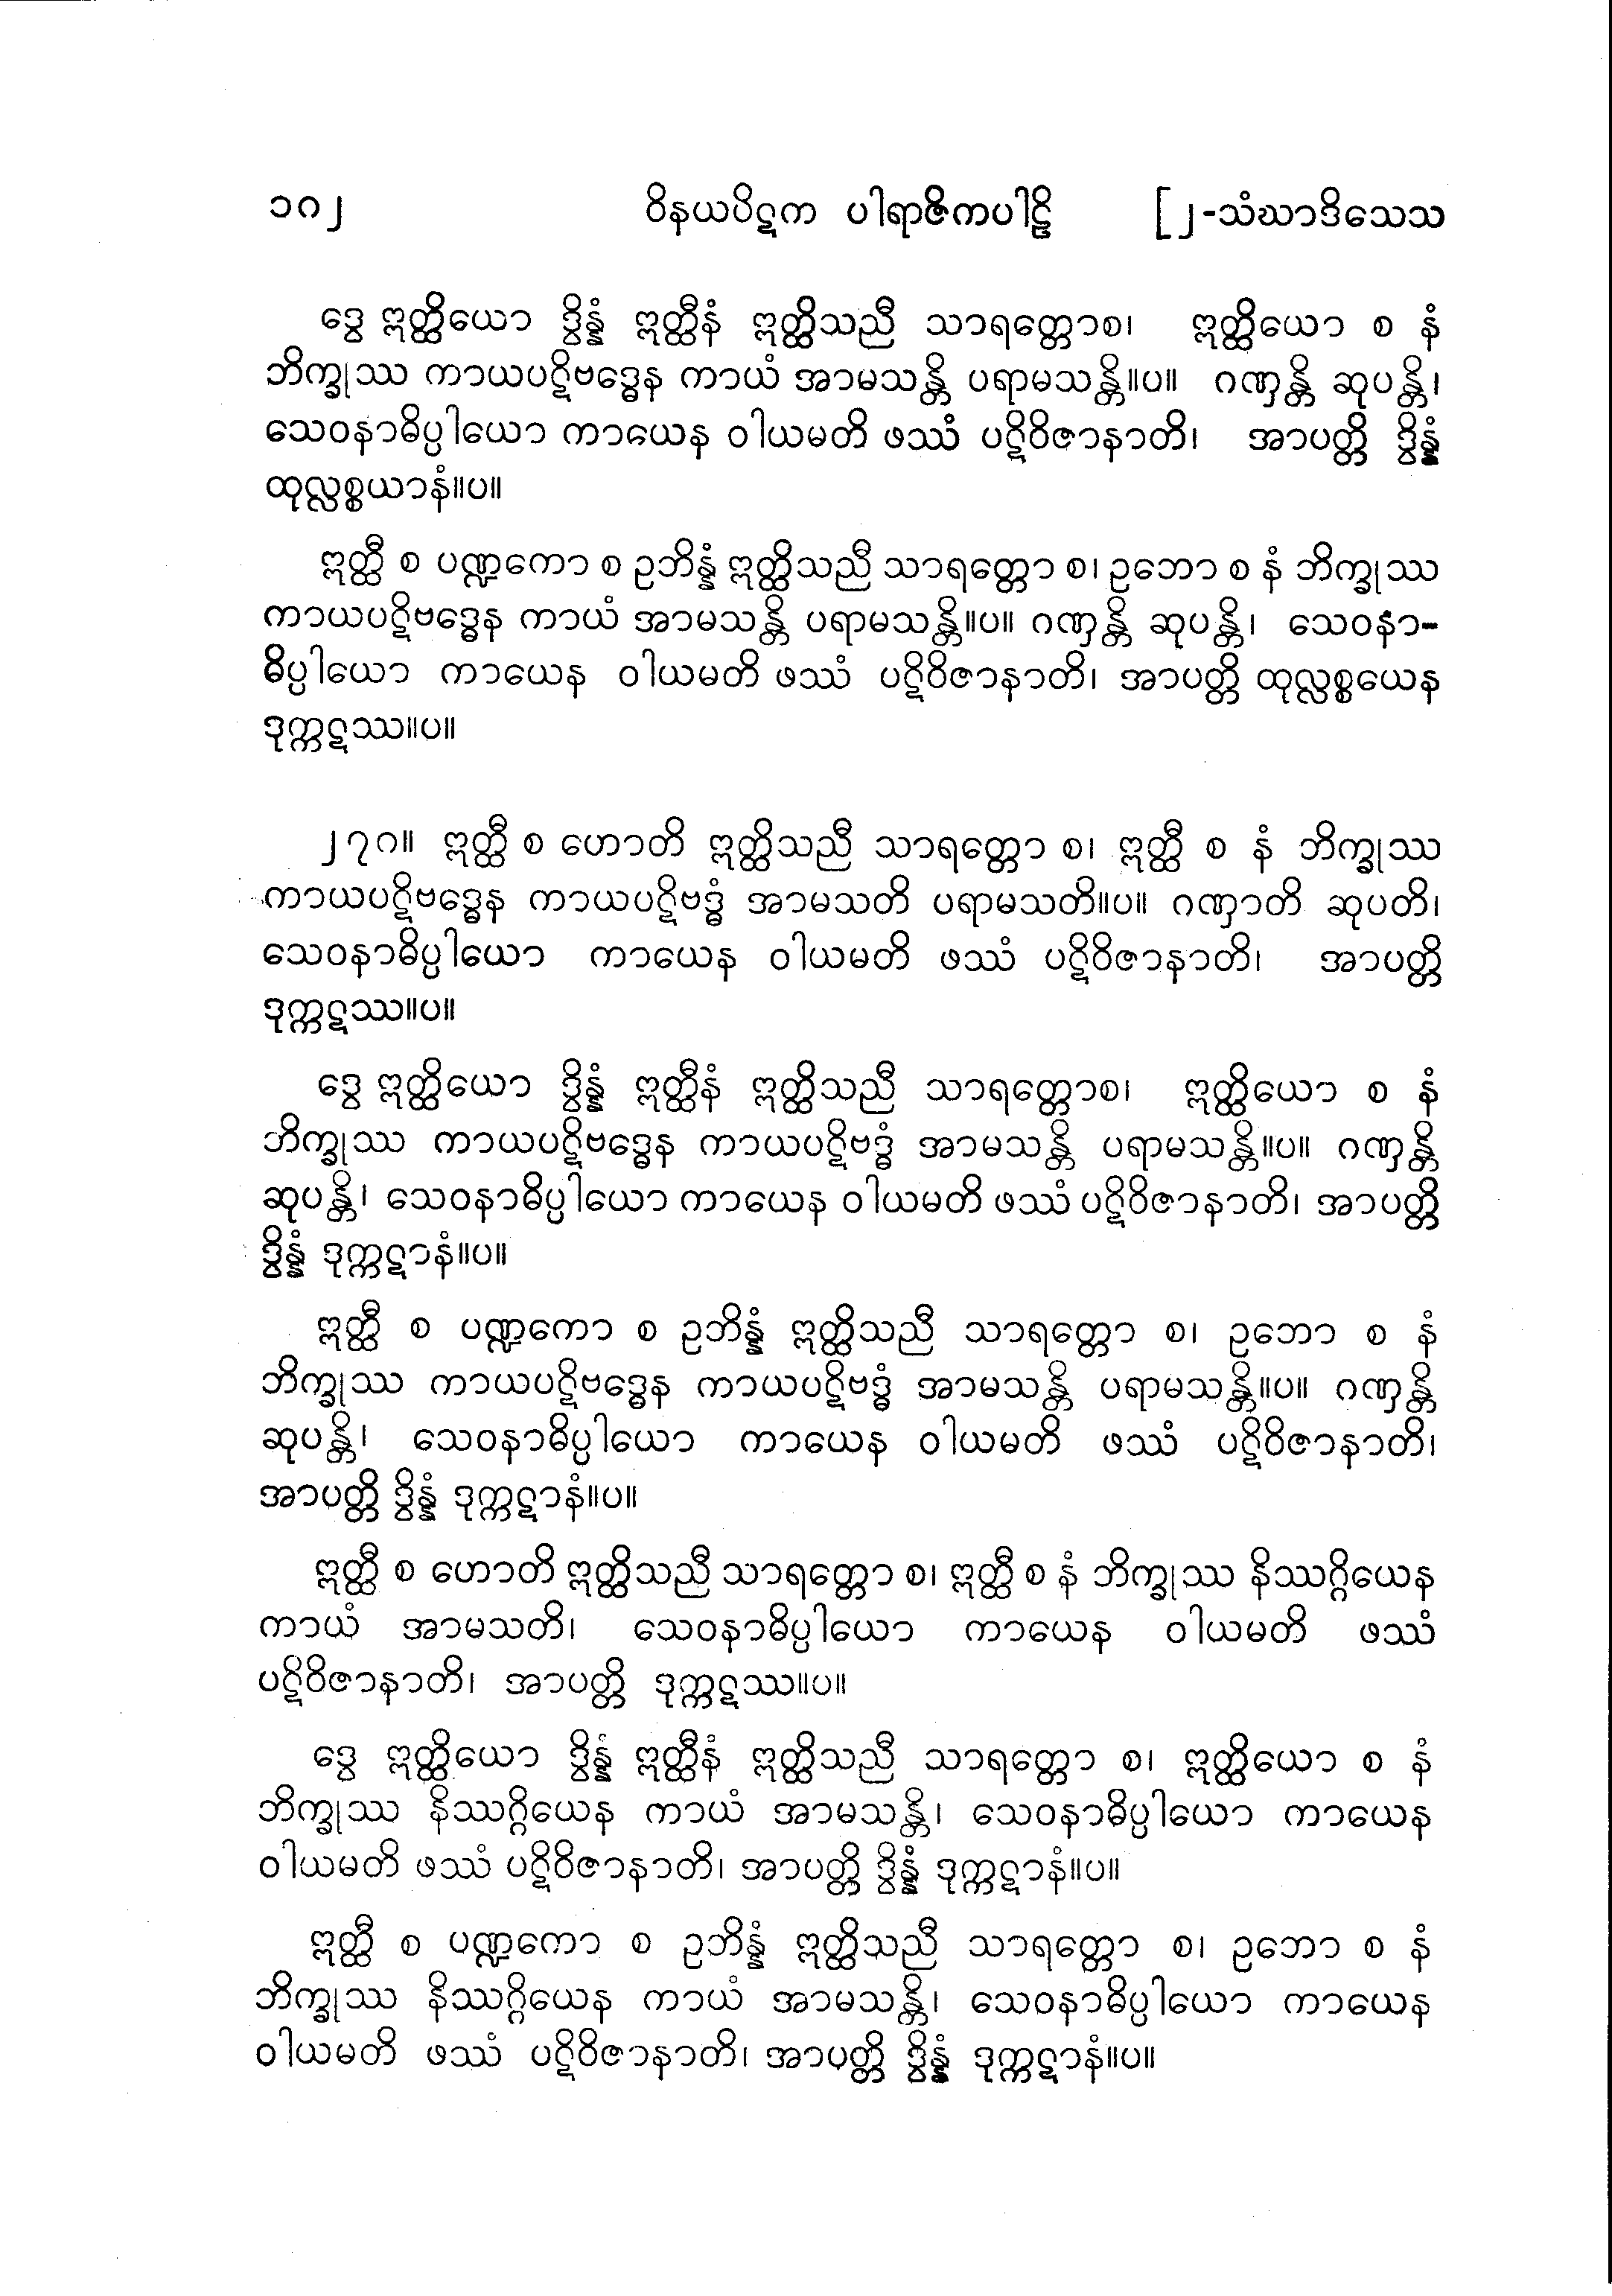 ၁၈၂ ဝိနယပိဋက ပါရာဇိကပါဠိ [၂-သံဃာဒိသေသ
ဒွေ ဣတ္ထိယော ဒွိန္နံ ဣတ္ထီနံ ဣတ္ထိသညီ သာရတ္တောစ၊ ဣတ္ထိယော စ နံ
ဘိက္ခုဿ ကာယပဋိဗဒ္ဓေန ကာယံ အာမသန္တိ ပရာမသန္တိ။ပ။ ဂဏှန္တိ ဆုပန္တိ၊
သေဝနာဓိပ္ပါယော ကာယေန ဝါယမတိ ဖဿံ ပဋိဝိဇာနာတိ၊ အာပတ္တိ ဒွိန္နံ
ထုလ္လစ္စယာနံ။ပ။
ဣတ္ထီ စ ပဏ္ဍကော စ ဥဘိန္နံ ဣတ္ထိသညီ သာရတ္တော စ၊ ဥဘော စ နံ ဘိက္ခုဿ
ကာယပဋိဗဒ္ဓေန ကာယံ အာမသန္တိ ပရာမသန္တိ။ပ။ ဂဏှန္တိ ဆုပန္တိ၊ သေဝနာ-
ဓိပ္ပါယော ကာယေန ဝါယမတိ ဖဿံ ပဋိဝိဇာနာတိ၊ အာပတ္တိ ထုလ္လစ္စယေန
ဒုက္ကဋဿ။ပ။
၂၇ဂ။ ဣတ္ထီ စ ဟောတိ ဣတ္ထိသညီ သာရတ္တော စ၊ ဣတ္ထီ စ နံ ဘိက္ခုဿ
ကာယပဋိဗဒ္ဓေန ကာယပဋိဗဒ္ဓံ အာမသတိ ပရာမသတိ။ပ။ ဂဏှာတိ ဆုပတိ၊
သေဝနာဓိပ္ပါယော ကာယေန ဝါယမတိ ဖဿံ ပဋိဝိဇာနာတိ၊ အာပတ္တိ
ဒုက္ကဋဿ။ပ။
ဒွေ ဣတ္ထိယော ဒွိန္နံ ဣတ္ထီနံ ဣတ္ထိသညီ သာရတ္တောစ၊ ဣတ္ထိယော စ နံ
ဘိက္ခုဿ ကာယပဋိဗဒ္ဓေန ကာယပဋိဗဒ္ဓံ အာမသန္တိ ပရာမသန္တိ။ပ။ ဂဏှန္တိ
ဆုပန္တိ၊ သေဝနာဓိပ္ပါယော ကာယေန ဝါယမတိ ဖဿံ ပဋိဝိဇာနာတိ၊ အာပတ္တိ
ဒွိန္နံ ဒုက္ကဋာနံ။ပ။
ဣတ္ထီ စ ပဏ္ဍကော စ ဥဘိန္နံ ဣတ္ထိသညီ သာရတ္တော စ၊ ဥဘော စ နံ
ဘိက္ခုဿ ကာယပဋိဗဒ္ဓေန ကာယပဋိဗဒ္ဓံ အာမသန္တိ ပရာမသန္တိ။ပ။ ဂဏှန္တိ
ဆုပန္တိ၊ သေဝနာဓိပ္ပါယော ကာယေန ဝါယမတိ ဖဿံ ပဋိဝိဇာနာတိ၊
အာပတ္တိ ဒွိန္နံ ဒုက္ကဋာနံ။ပ။
ဣတ္ထီ စ ဟောတိ ဣတ္ထိသညီ သာရတ္တော စ၊ ဣတ္ထီ စ နံ ဘိက္ခုဿ နိဿဂ္ဂိယေန
ကာယံ အာမသတိ၊ သေဝနာဓိပ္ပါယော ကာယေန ဝါယမတိ ဖဿံ
ပဋိဝိဇာနာတိ၊ အာပတ္တိ ဒုက္ကဋဿ။ပ။
ဒွေ ဣတ္ထိယော ဒွိန္နံ ဣတ္ထီနံ ဣတ္ထိသညီ သာရတ္တော စ၊ ဣတ္ထိယော စ နံ
ဘိက္ခုဿ နိဿဂ္ဂိယေန ကာယံ အာမသန္တိ၊ သေဝနာဓိပ္ပါယော ကာယေန
ဝါယမတိ ဖဿံ ပဋိဝိဇာနာတိ၊ အာပတ္တိ ဒွိန္နံ ဒုက္ကဋာနံ။ပ။
ဣတ္ထီ စ ပဏ္ဍကော စ ဥဘိန္နံ ဣတ္ထိသညီ သာရတ္တော စ၊ ဥဘော စ နံ
ဘိက္ခုဿ နိဿဂ္ဂိယေန ကာယံ အာမသန္တိ၊ သေဝနာဓိပ္ပါယော ကာယေန
ဝါယမတိ ဖဿံ ပဋိဝိဇာနာတိ၊ အာပတ္တိ ဒွိန္နံ ဒုက္ကဋာနံ။ပ။